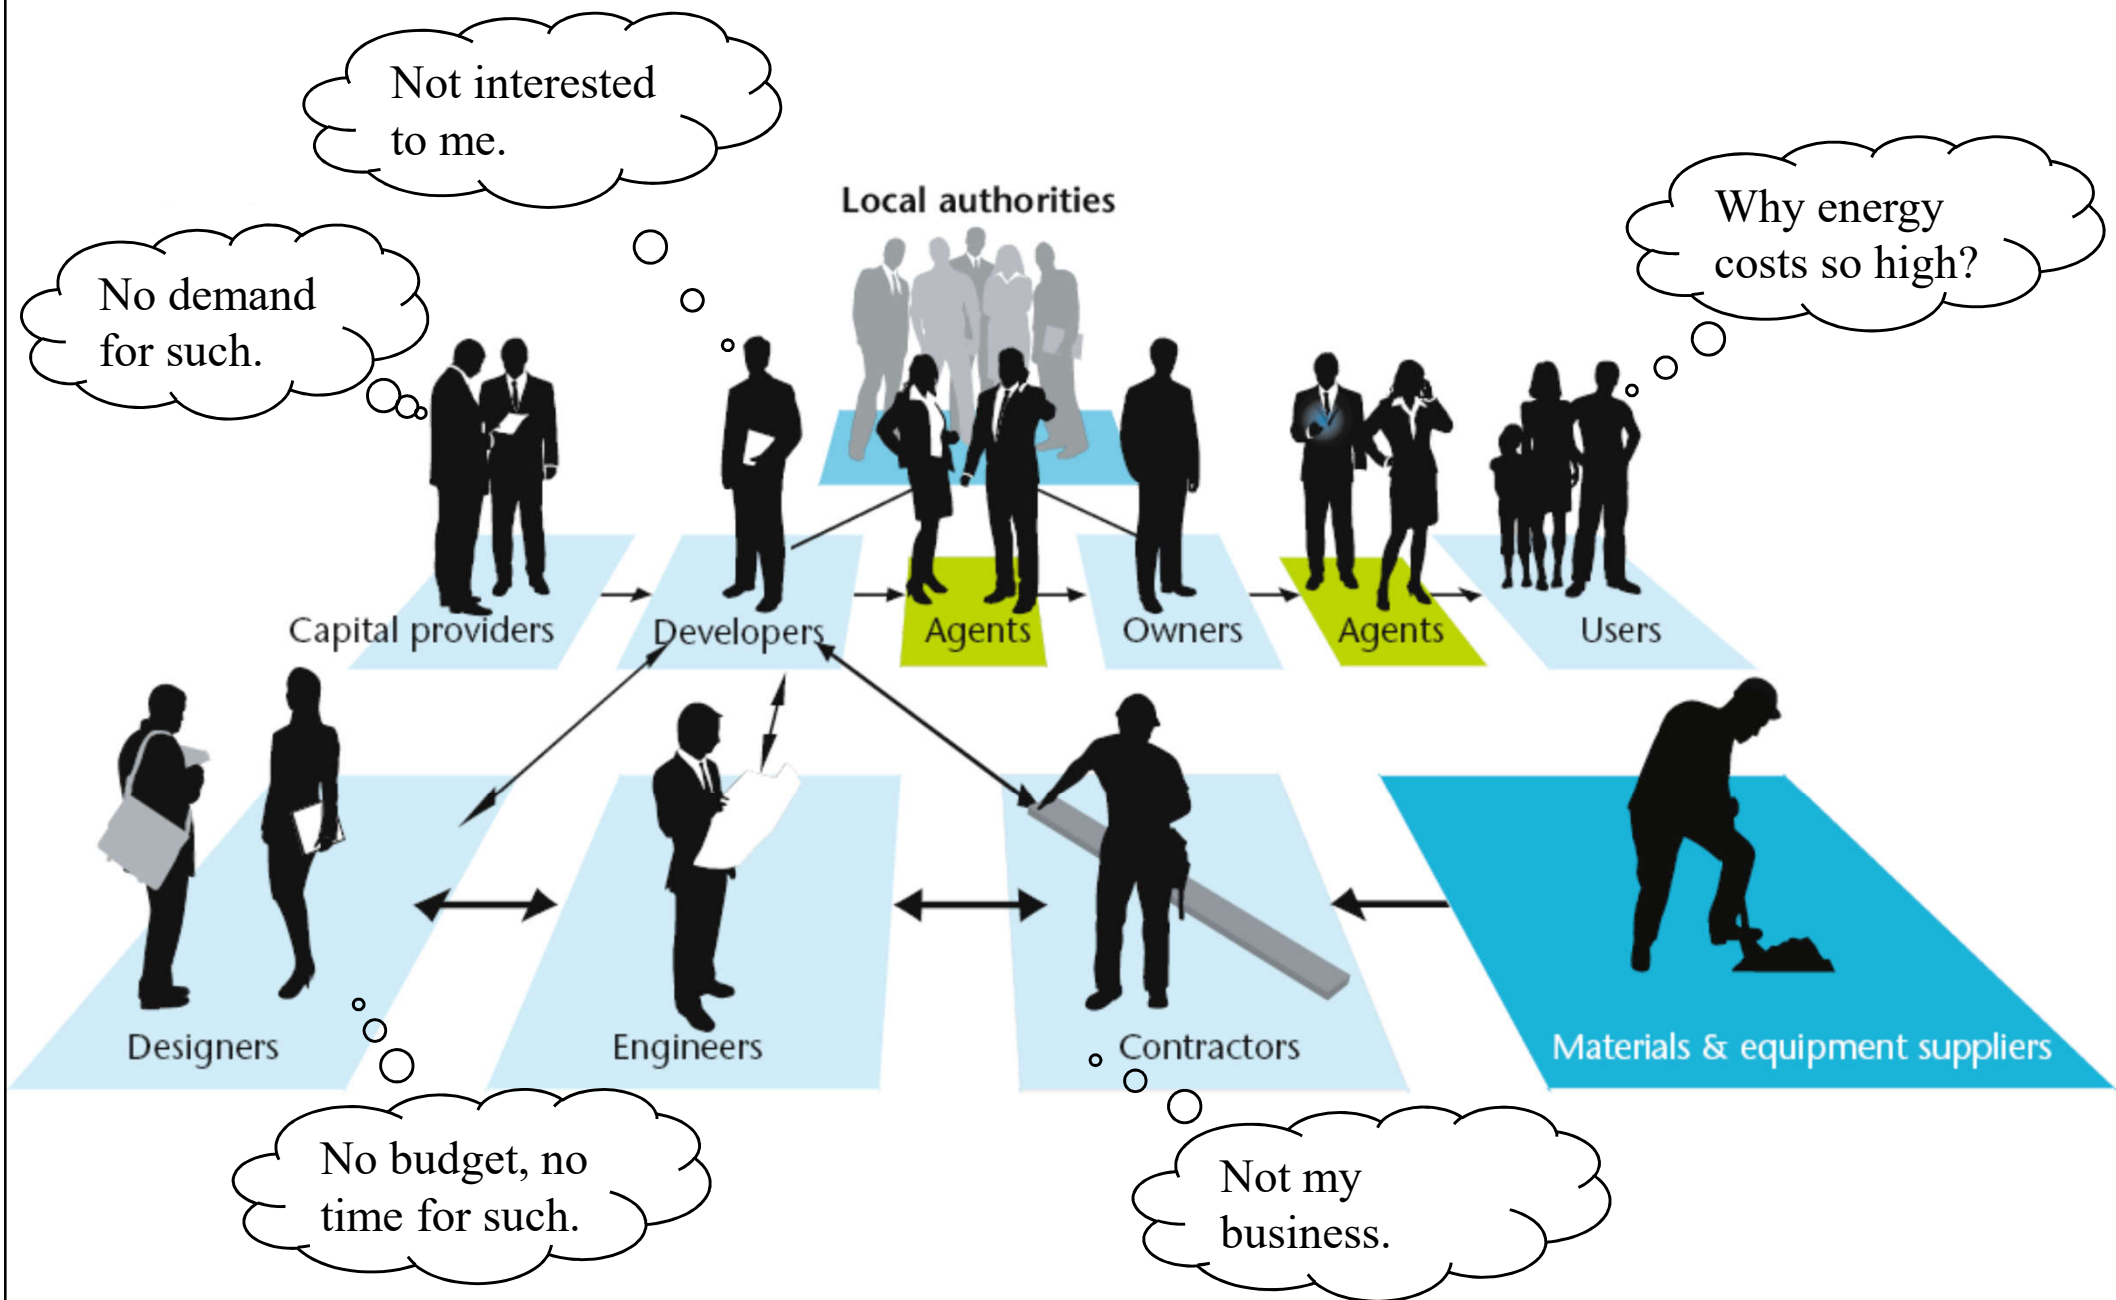 Not interested
to me.
Local authorities
Why energy
costs so high?
No demand
for such.
Capital providers
Developers
Agents
Owners
Agents
Users
Designers
Engineers
Contractors
Materials & equipment suppliers
No budget, no
time for such.
Not my
business.